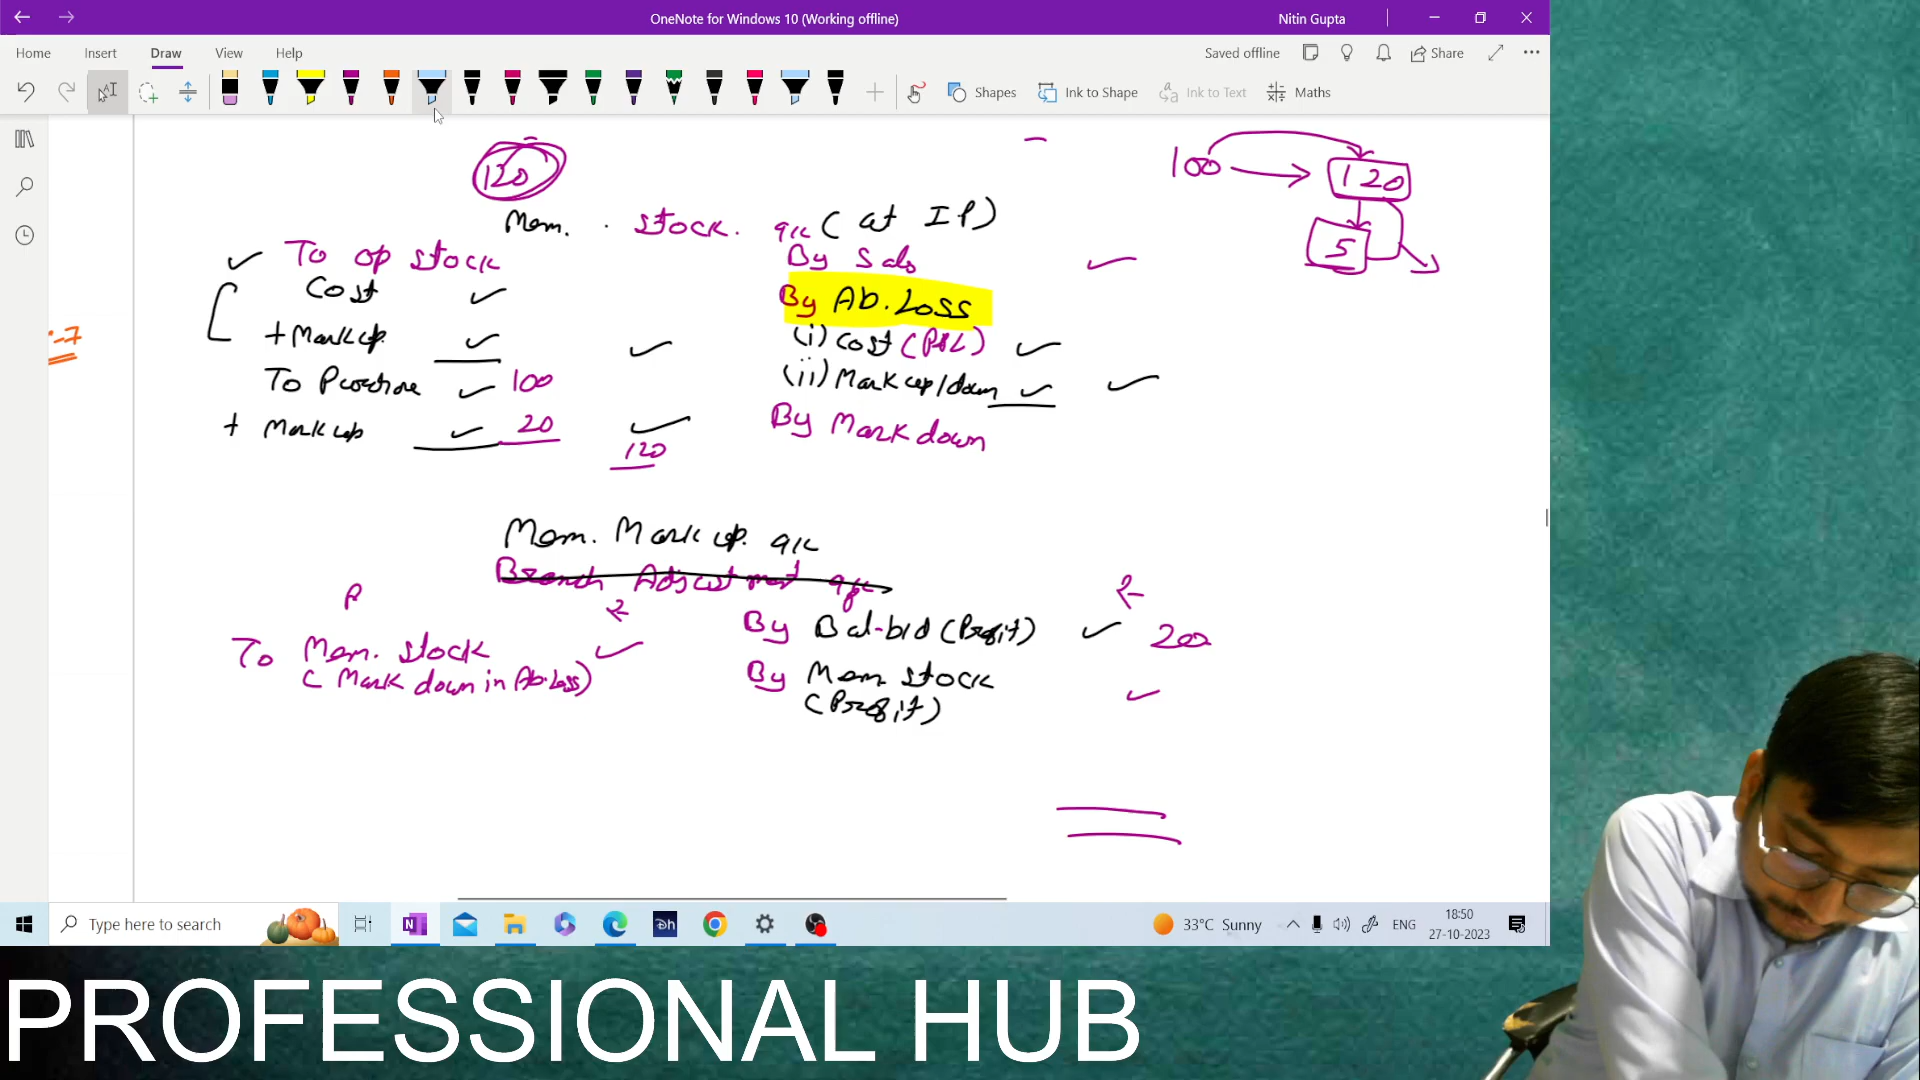 OneNote for Windows 10 (Working offline)
Nitin Gupta
Home Insert Draw View Help
Saved offline
Share
Shapes
Ink to Shape
Ink to Text
Maths
120
100
120
5
Mem. Stock. a/c (at IP)
To op stock
By Sales
Cost
By Ab. Loss
+ Mark up.
(i) Cost (P&L)
To Purchase 100
(ii) Mark up/down
+ Mark up 20
120
By Mark down
-7
Mem. Mark up. a/c
Branch Adjustment a/c
By Bal-b/d (Profit) 200
To Mem. stock
(Mark down in Ab. Loss)
By Mem stock
(Profit)
Type here to search
33°C Sunny
ENG
18:50
27-10-2023
PROFESSIONAL HUB